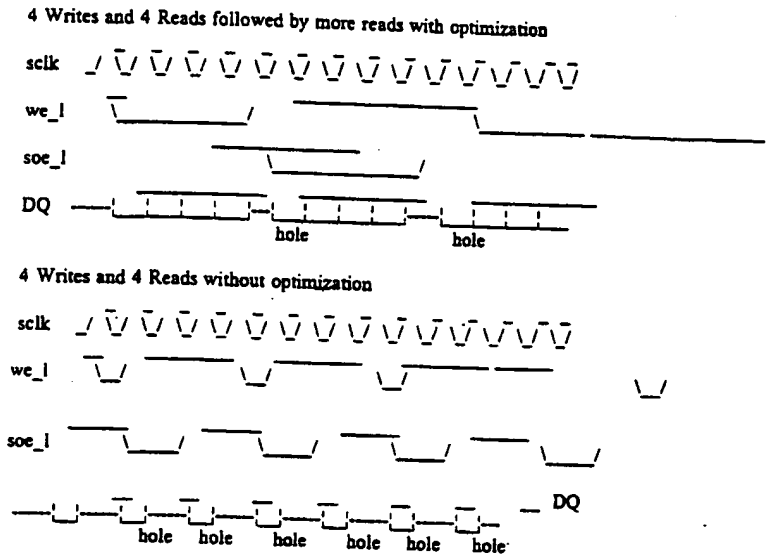 4 Writes and 4 Reads followed by more reads with optimization
sclk
we_l
soe_l
DQ
hole hole
4 Writes and 4 Reads without optimization
sclk
we_l
soe_l
DQ
hole hole hole hole hole hole